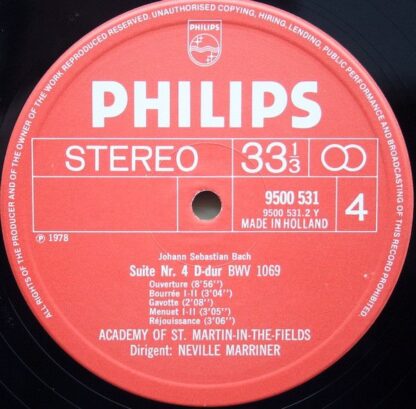 ALL RIGHTS OF THE PRODUCER AND OF THE OWNER OF THE WORK REPRODUCED RESERVED. UNAUTHORISED COPYING, HIRING, LENDING, PUBLIC PERFORMANCE AND BROADCASTING OF THIS RECORD PROHIBITED.
PHILIPS
PHILIPS
STEREO
33 1/3
9500 531
9500 531.2 Y
MADE IN HOLLAND
4
℗ 1978
Johann Sebastian Bach
Suite Nr. 4 D-dur BWV 1069
Ouverture (8'56")
Bourrée I-II (3'04")
Gavotte (2'08")
Menuet I-II (3'05")
Réjouissance (3'06")
ACADEMY OF ST. MARTIN-IN-THE-FIELDS
Dirigent: NEVILLE MARRINER